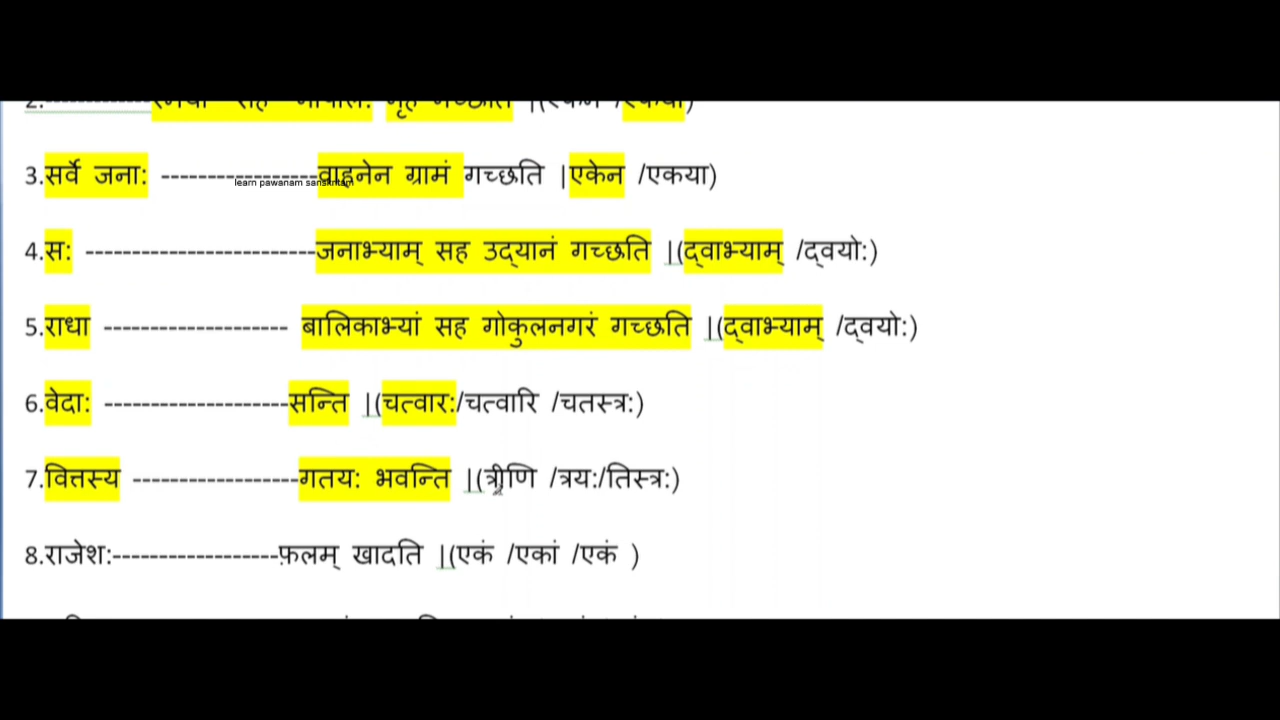 3.सर्वे जना: --------------------वाहनेन ग्रामं गच्छति |एकेन /एकया)
learn pawanam sanskritam
4.स: -----------------------------जनाभ्याम् सह उद्यानं गच्छति |(द्वाभ्याम् /द्वयो:)
5.राधा ----------------------- बालिकाभ्यां सह गोकुलनगरं गच्छति |(द्वाभ्याम् /द्वयो:)
6.वेदा: -----------------------सन्ति |(चत्वार:/चत्वारि /चतस्त्र:)
7.वित्तस्य ---------------------गतय: भवन्ति |(त्रीणि /त्रय:/तिस्त्र:)
8.राजेश:---------------------फ़लम् खादति |(एकं /एकां /एकं )